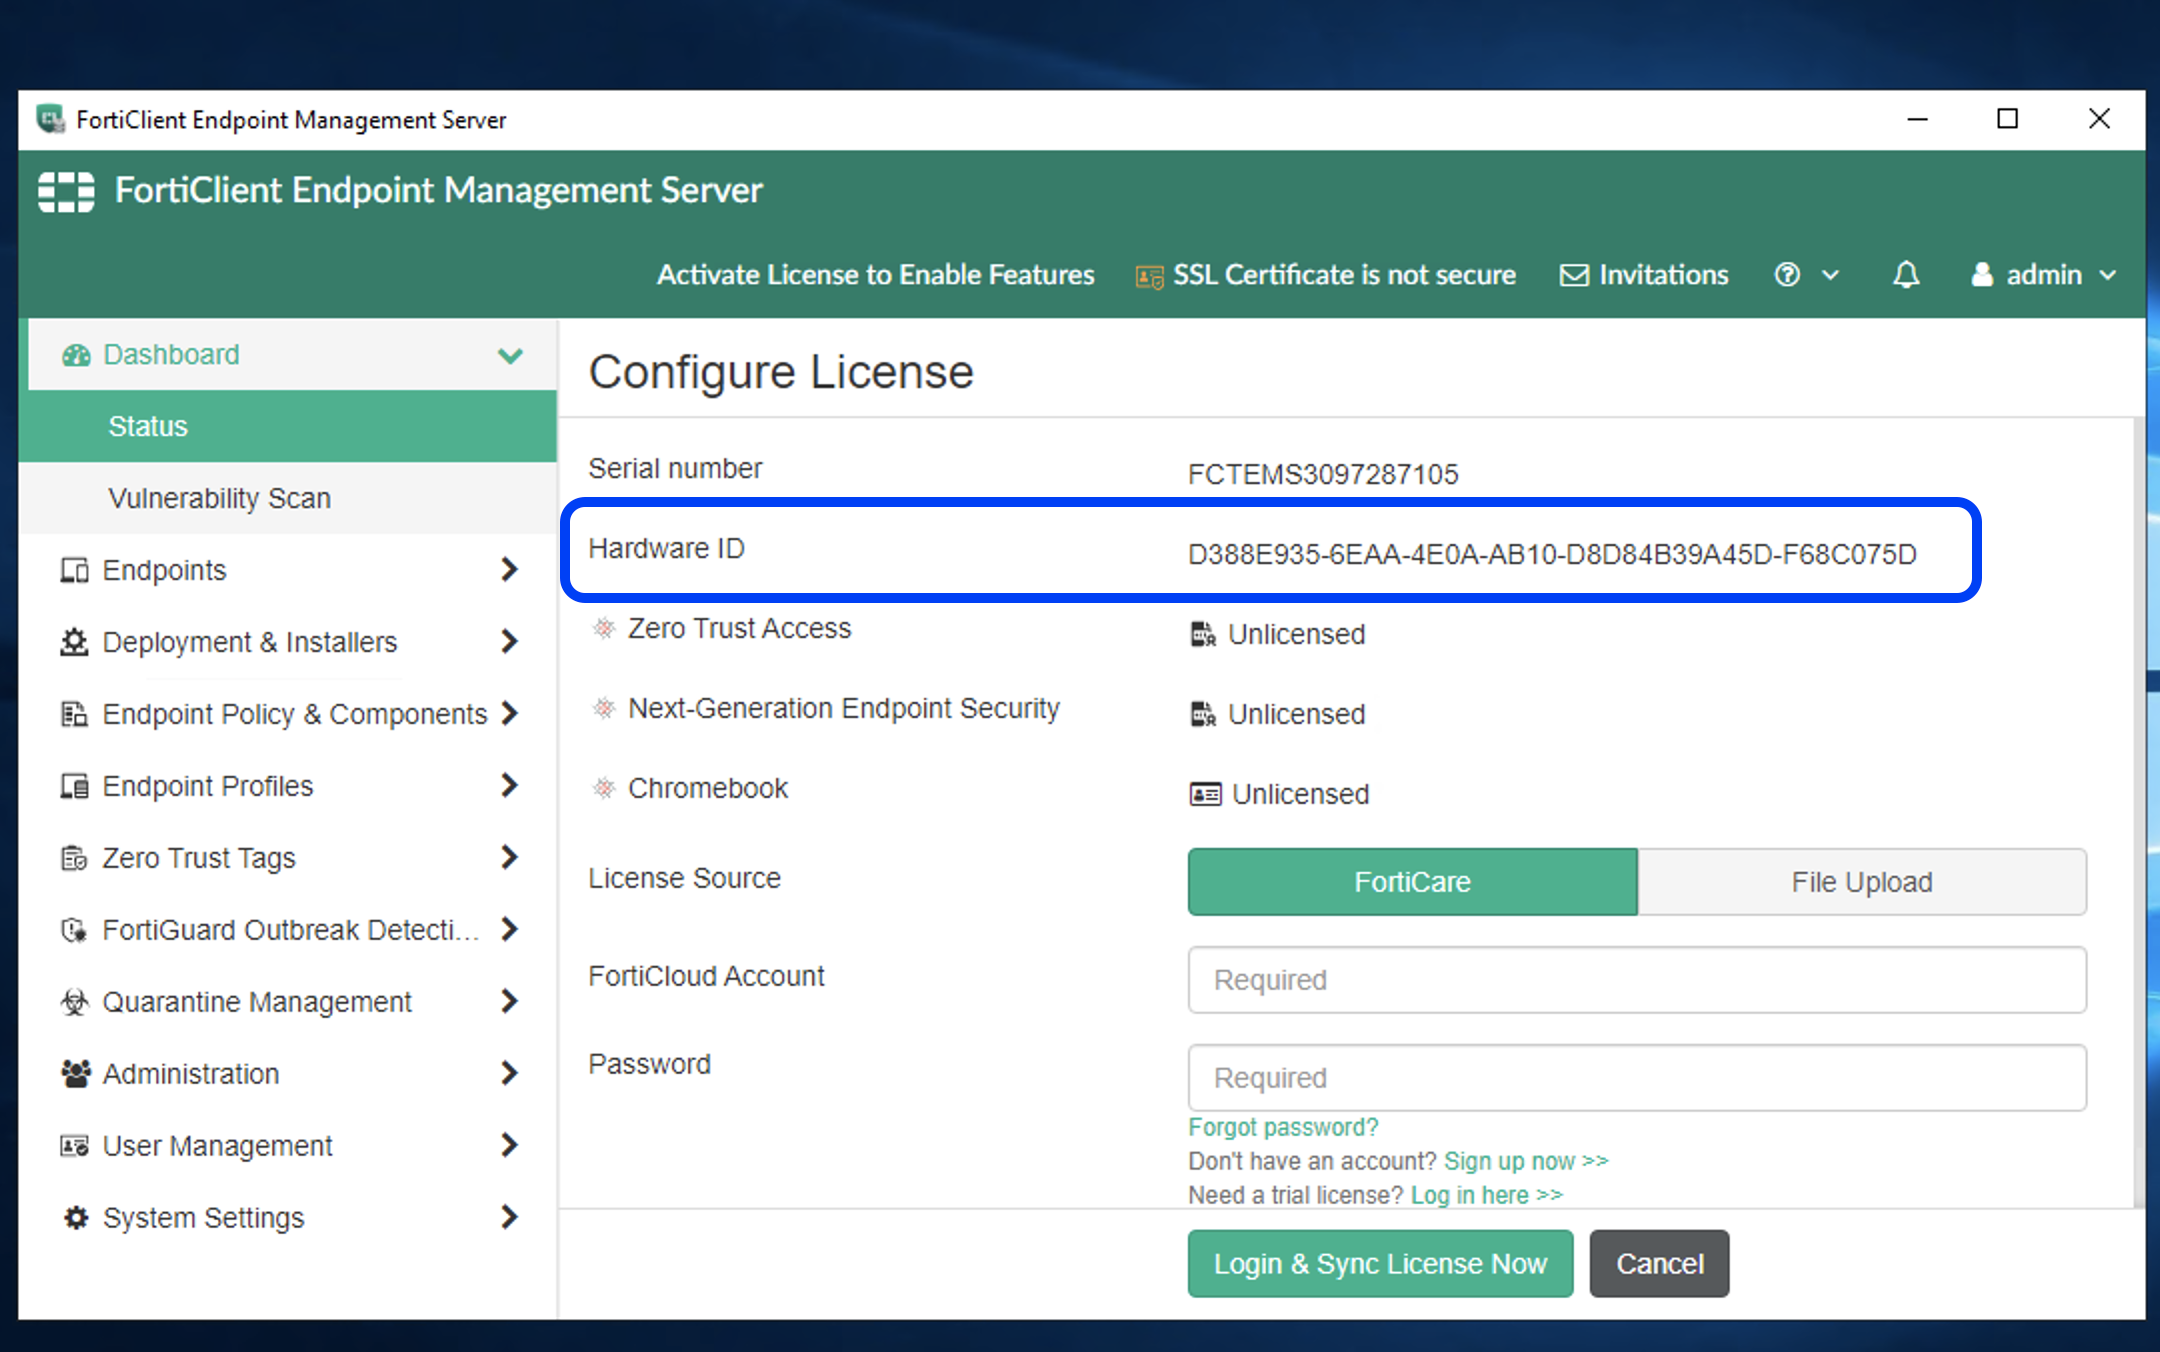 FortiClient Endpoint Management Server
FortiClient Endpoint Management Server
Activate License to Enable Features SSL Certificate is not secure Invitations admin
Dashboard
Status
Vulnerability Scan
Endpoints
Deployment & Installers
Endpoint Policy & Components
Endpoint Profiles
Zero Trust Tags
FortiGuard Outbreak Detecti...
Quarantine Management
Administration
User Management
System Settings
Configure License
Serial number FCTEMS3097287105
Hardware ID D388E935-6EAA-4E0A-AB10-D8D84B39A45D-F68C075D
Zero Trust Access Unlicensed
Next-Generation Endpoint Security Unlicensed
Chromebook Unlicensed
License Source FortiCare File Upload
FortiCloud Account Required
Password Required
Forgot password?
Don't have an account? Sign up now >>
Need a trial license? Log in here >>
Login & Sync License Now Cancel